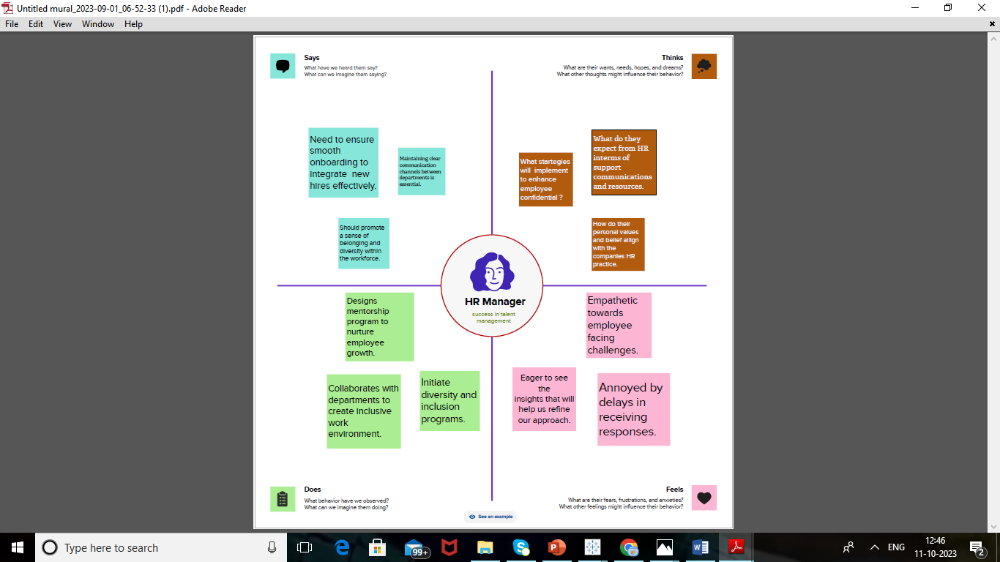 Untitled mural_2023-09-01_06-52-33 (1).pdf - Adobe Reader
File Edit View Window Help
Says
What have we heard them say?
What can we imagine them saying?
Thinks
What are their wants, needs, hopes, and dreams?
What other thoughts might influence their behavior?
Need to ensure
smooth
onboarding to
integrate new
hires effectively.
Maintaining clear
communication
channels between
departments is
essential.
Should promote
a sense of
belonging and
diversity within
the workforce.
What startegies
will implement
to enhance
employee
confidential ?
What do they
expect from HR
interms of
support
communications
and resources.
How do their
personal values
and belief allign
with the
companies HR
practice.
HR Manager
success in talent
management
Designs
mentorship
program to
nurture
employee
growth.
Collaborates with
departments to
create inclusive
work
environment.
Initiate
diversity and
inclusion
programs.
Empathetic
towards
employee
facing
challenges.
Eager to see
the
insights that will
help us refine
our approach.
Annoyed by
delays in
receiving
responses.
Does
What behavior have we observed?
What can we imagine them doing?
Feels
What are their fears, frustrations, and anxieties?
What other feelings might influence their behavior?
See an example
Type here to search
99+
ENG
12:46
11-10-2023
2